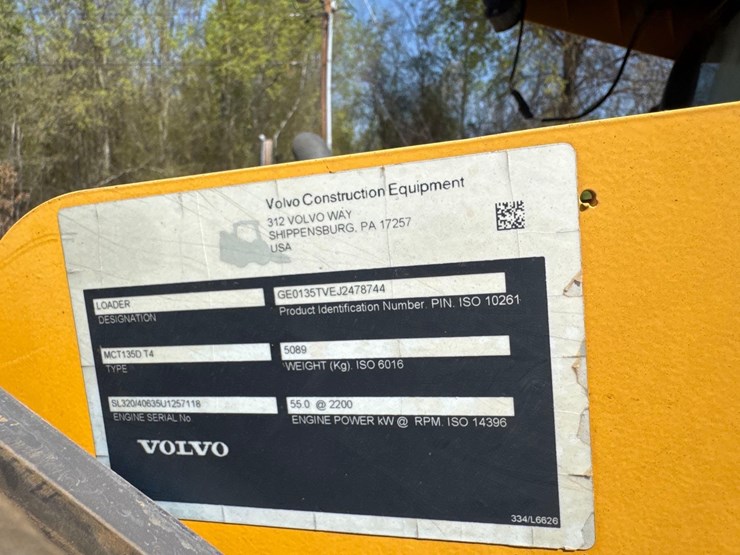 Volvo Construction Equipment
312 VOLVO WAY
SHIPPENSBURG, PA 17257
USA
LOADER
DESIGNATION
GE0135TVEJ2478744
Product Identification Number. PIN. ISO 10261
MCT135D T4
TYPE
5089
WEIGHT (Kg). ISO 6016
SL320/40635U1257118
ENGINE SERIAL No
55.0 @ 2200
ENGINE POWER kW @ RPM. ISO 14396
VOLVO
334/L6626